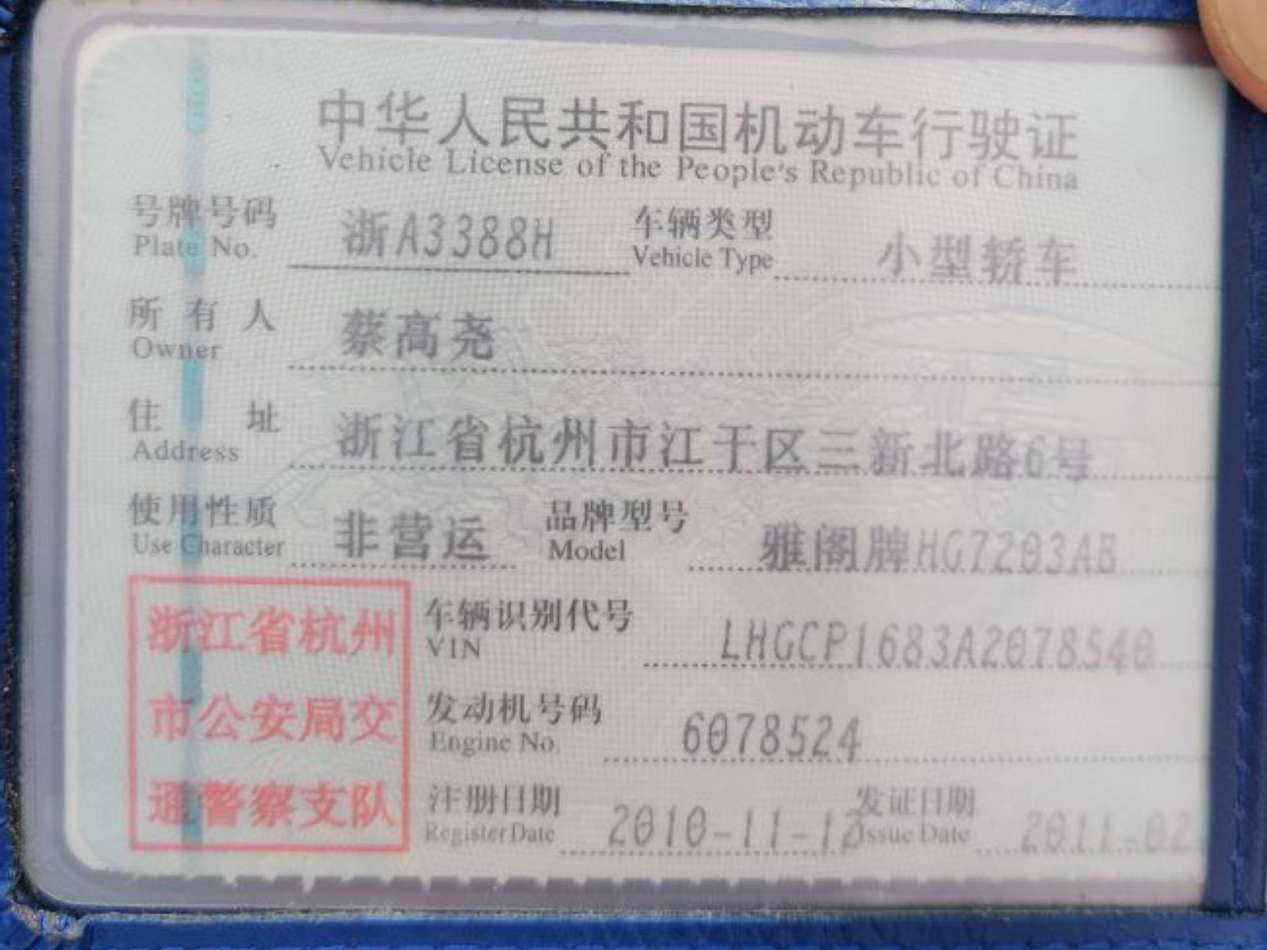 中华人民共和国机动车行驶证
Vehicle License of the People's Republic of China
号牌号码 浙A3388H 车辆类型 小型轿车
Plate No. Vehicle Type
所有人 蔡高尧
Owner
住址 浙江省杭州市江干区三新北路6号
Address
使用性质 非营运 品牌型号 雅阁牌HG7203AB
Use Character Model
浙江省杭州
市公安局交
通警察支队
车辆识别代号 LHGCP1683A2078540
VIN
发动机号码 6078524
Engine No.
注册日期 2010-11-12 发证日期 2011-02
Register Date Issue Date